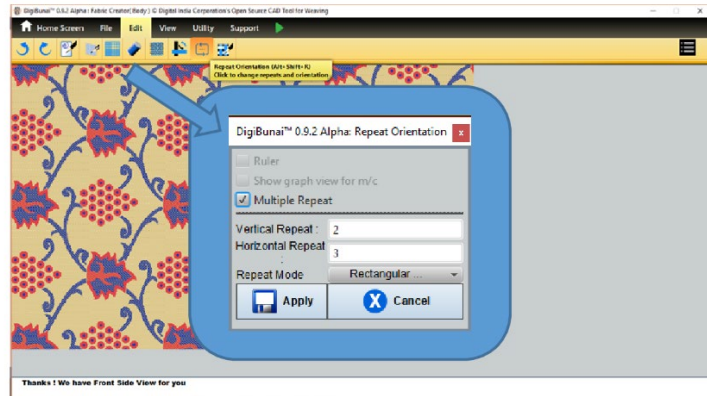 DigiBunai™ 0.9.2 Alpha: Fabric Creator( Body ) © Digital India Corporation's Open Source CAD Tool for Weaving
Home Screen File Edit View Utility Support
Repeat Orientation (Alt+Shift+R)
Click to change repeats and orientation
DigiBunai™ 0.9.2 Alpha: Repeat Orientation x
Ruler
Show graph view for m/c
Multiple Repeat
Vertical Repeat : 2
Horizontal Repeat
: 3
Repeat Mode Rectangular ...
Apply X Cancel
Thanks ! We have Front Side View for you